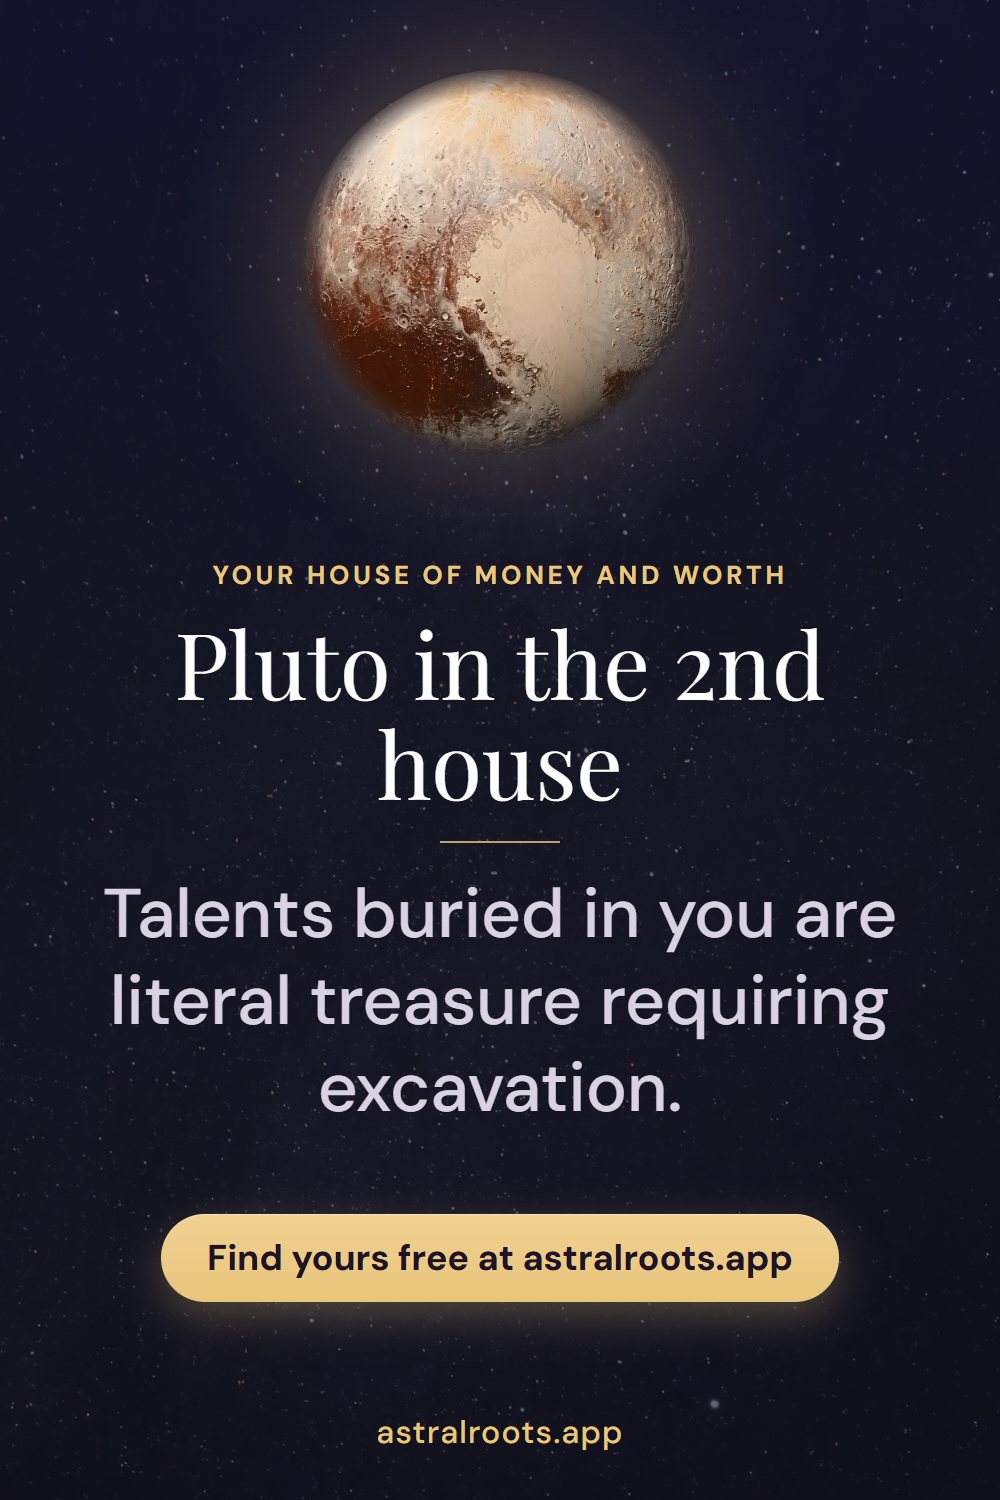 YOUR HOUSE OF MONEY AND WORTH
Pluto in the 2nd
house
Talents buried in you are
literal treasure requiring
excavation.
Find yours free at astralroots.app
astralroots.app